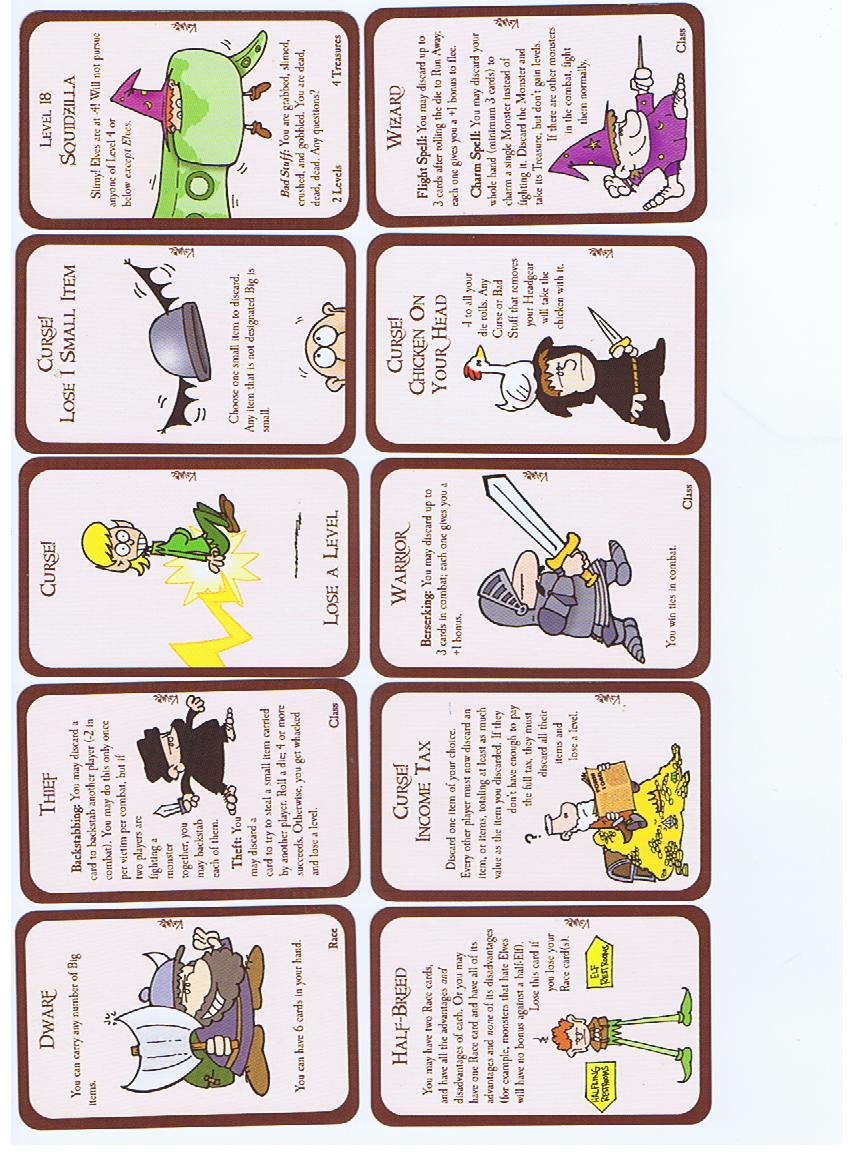 DWARF
You can carry any number of Big
items.
You can have 6 cards in your hand.
Race
THIEF
Backstabbing: You may discard a
card to backstab another player (-2 in
combat). You may do this only once
per victim per combat, but if
two players are
fighting a
monster
together, you
may backstab
each of them.
Theft: You
may discard a
card to try to steal a small item carried
by another player. Roll a die; 4 or more
succeeds. Otherwise, you get whacked
and lose a level.
Class
CURSE!
LOSE A LEVEL
CURSE!
LOSE 1 SMALL ITEM
Choose one small item to discard.
Any item that is not designated Big is
small.
LEVEL 18
SQUIDZILLA
Slimy! Elves are at -4! Will not pursue
anyone of Level 4 or
below except Elves.
Bad Stuff: You are grabbed, slimed,
crushed, and gobbled. You are dead,
dead, dead. Any questions?
2 Levels
4 Treasures
HALF-BREED
You may have two Race cards,
and have all the advantages and
disadvantages of each. Or you may
have one Race card and have all of its
advantages and none of its disadvantages
(for example, monsters that hate Elves
will have no bonus against a half-Elf).
Lose this card if
you lose your
Race card(s).
HALFLING
RESTROOMS
ELF
RESTROOMS
CURSE!
INCOME TAX
Discard one item of your choice.
Every other player must now discard an
item, or items, totaling at least as much
value as the item you discarded. If they
don't have enough to pay
the full tax, they must
discard all their
items and
lose a level.
?
WARRIOR
Berserking: You may discard up to
3 cards in combat; each one gives you a
+1 bonus.
You win ties in combat.
Class
CURSE!
CHICKEN ON
YOUR HEAD
-1 to all your
die rolls. Any
Curse or Bad
Stuff that removes
your Headgear
will take the
chicken with it.
WIZARD
Flight Spell: You may discard up to
3 cards after rolling the die to Run Away;
each one gives you a +1 bonus to flee.
Charm Spell: You may discard your
whole hand (minimum 3 cards) to
charm a single Monster instead of
fighting it. Discard the Monster and
take its Treasure, but don't gain levels.
If there are other monsters
in the combat, fight
them normally.
Class